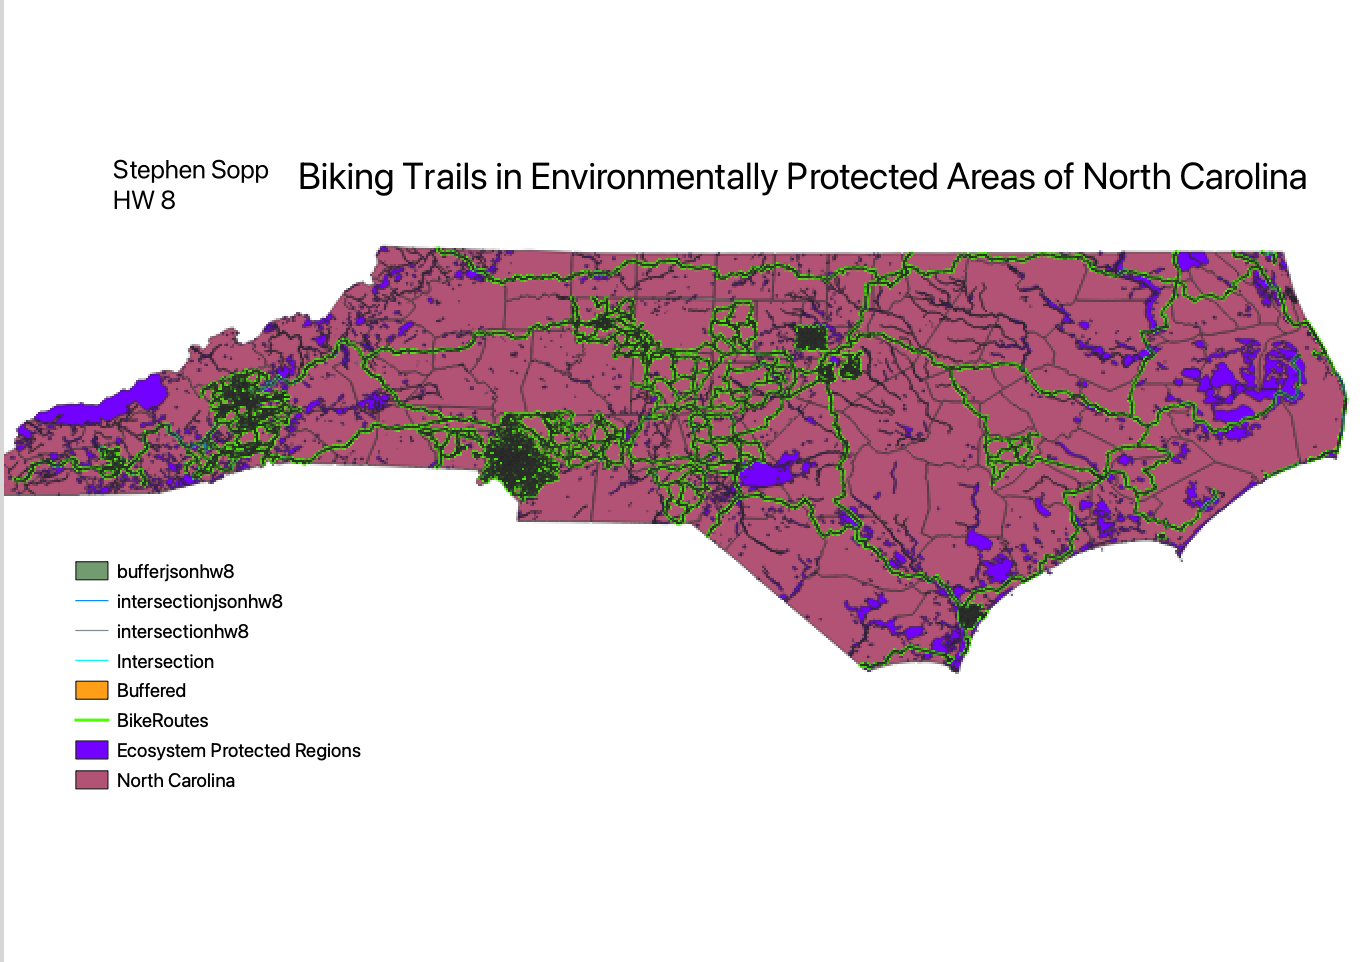 Stephen Sopp
HW 8
Biking Trails in Environmentally Protected Areas of North Carolina
bufferjsonhw8
intersectionjsonhw8
intersectionhw8
Intersection
Buffered
BikeRoutes
Ecosystem Protected Regions
North Carolina